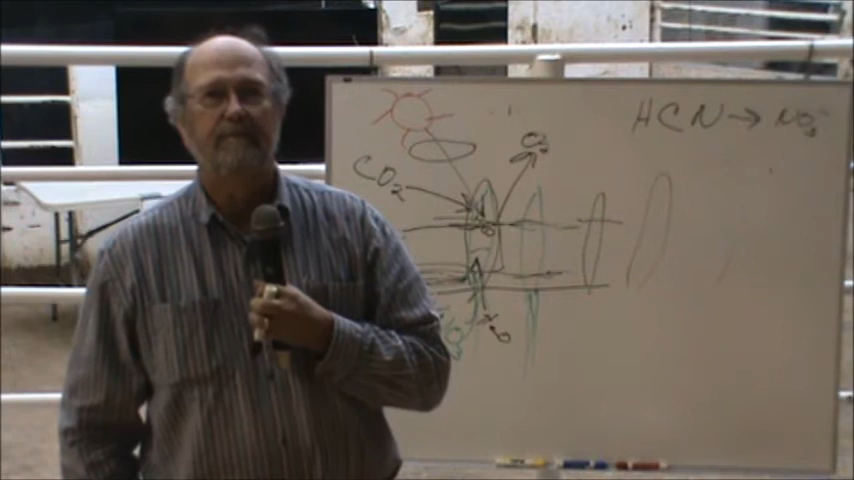 HCN → NO₃⁻
O₂
CO₂